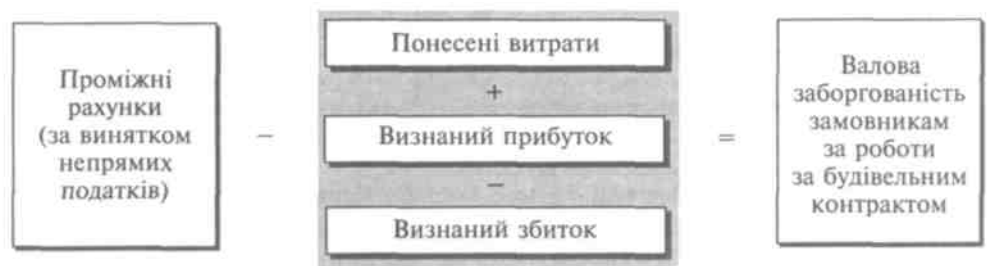 Проміжні
рахунки
(за винятком
непрямих
податків)
−
Понесені витрати
+
Визнаний прибуток
−
Визнаний збиток
=
Валова
заборгованість
замовникам
за роботи
за будівельним
контрактом